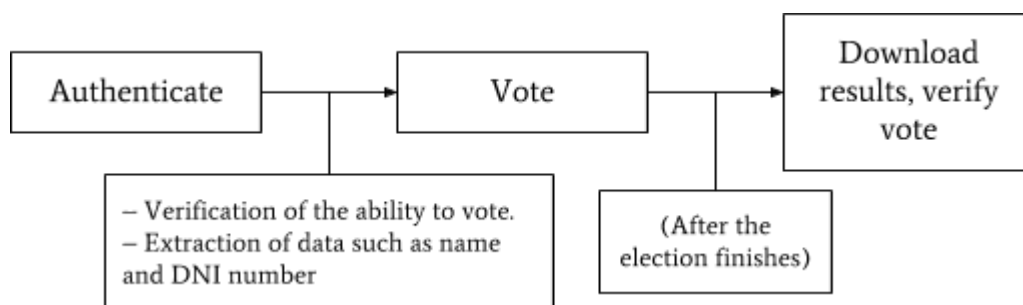 Authenticate
Vote
Download
results, verify
vote
– Verification of the ability to vote.
– Extraction of data such as name
and DNI number
(After the
election finishes)